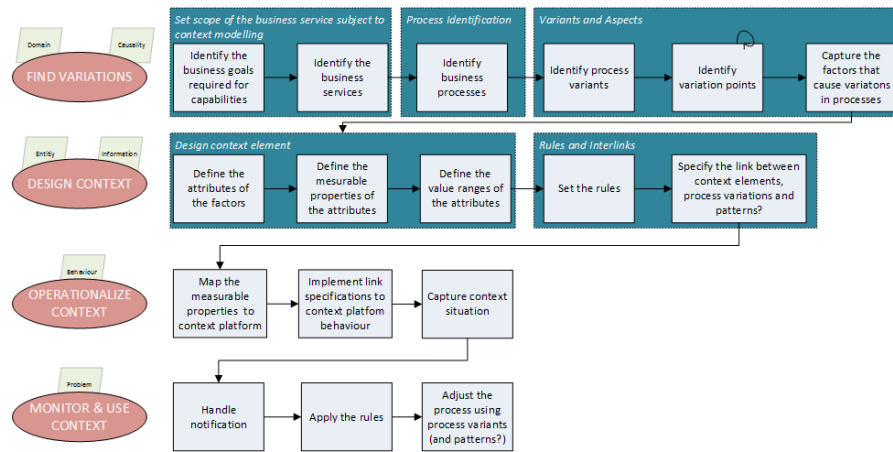 Domain
Causality
FIND VARIATIONS
Set scope of the business service subject to
context modelling
Identify the
business goals
required for
capabilities
Identify the
business
services
Process Identification
Identify
business
processes
Variants and Aspects
Identify process
variants
Identify
variation points
Capture the
factors that
cause variatons
in processes
Entitiy
Information
DESIGN CONTEXT
Design context element
Define the
attributes of
the factors
Define the
mesurable
properties of
the attributes
Define the
value ranges of
the attributes
Rules and Interlinks
Set the rules
Specify the link between
context elements,
process variations and
patterns?
Behaviour
OPERATIONALIZE
CONTEXT
Map the
measurable
properties to
context platform
Implement link
specifications to
context platfom
behaviour
Capture context
situation
Problem
MONITOR & USE
CONTEXT
Handle
notification
Apply the rules
Adjust the
process using
process variants
(and patterns?)